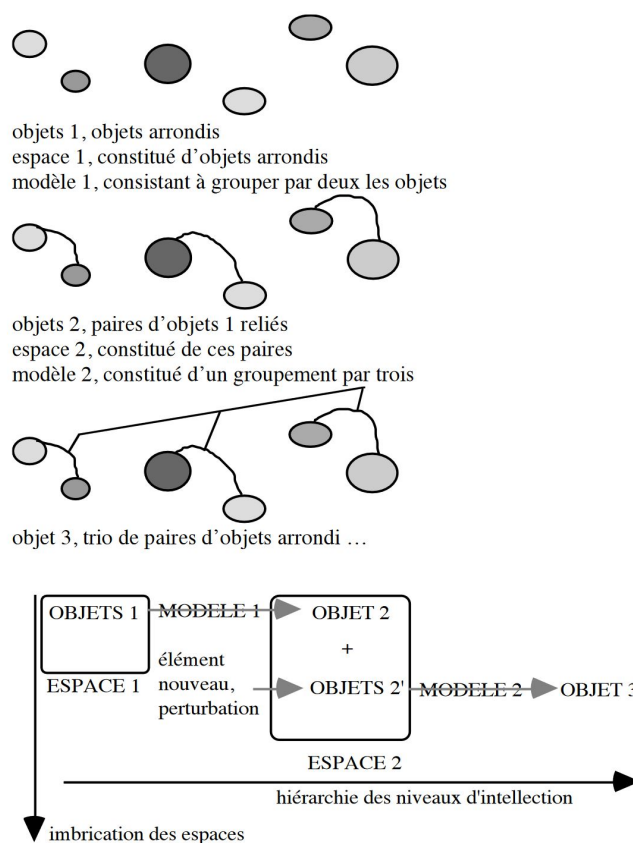 objets 1, objets arrondis
espace 1, constitué d'objets arrondis
modèle 1, consistant à grouper par deux les objets
objets 2, paires d'objets 1 reliés
espace 2, constitué de ces paires
modèle 2, constitué d'un groupement par trois
objet 3, trio de paires d'objets arrondi …
OBJETS 1
MODELE 1
OBJET 2
+
ESPACE 1
élément
nouveau,
perturbation
OBJETS 2'
MODELE 2
OBJET 3
ESPACE 2
hiérarchie des niveaux d'intellection
imbrication des espaces